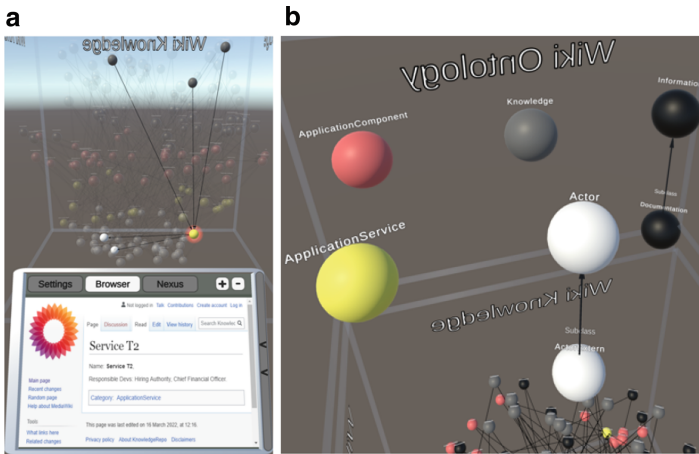 a
Wiki Knowledge
Settings
Browser
Nexus
+
−
Not logged in Talk Contributions Create account Log in
Page Discussion Read Edit View history Search Knowlec
Service T2
Name: Service T2,
Responsible Devs: Hiring Authority, Chief Financial Officer.
Category: ApplicationService
Main page
Recent changes
Random page
Help about MediaWiki
Tools
What links here
Related changes
This page was last edited on 16 March 2022, at 12:16.
Privacy policy About KnowledgeRepo Disclaimers
b
Wiki Ontology
Informatio
Knowledge
ApplicationComponent
Subclass
Documentation
Actor
ApplicationService
Wiki Knowledge
Subclass